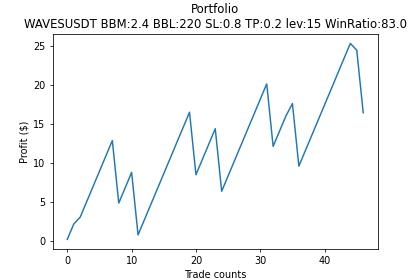 Portfolio
WAVESUSDT BBM:2.4 BBL:220 SL:0.8 TP:0.2 lev:15 WinRatio:83.0
25
20
15
10
5
0
Profit ($)
0 10 20 30 40
Trade counts